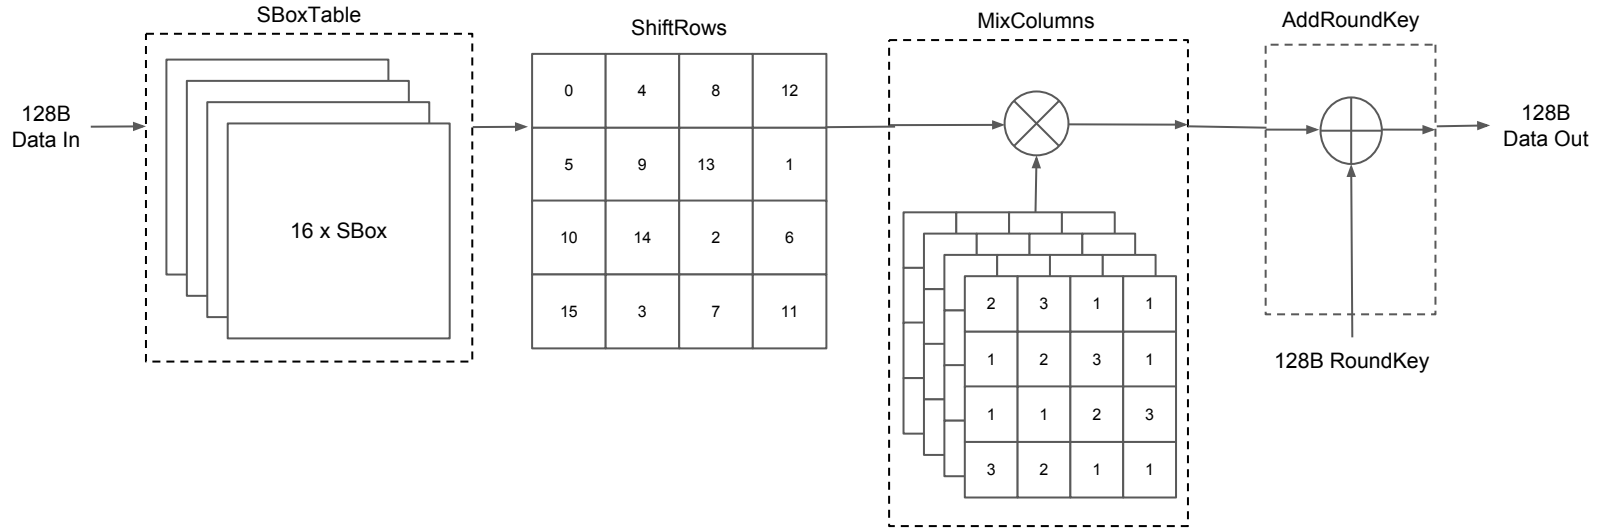 SBoxTable
ShiftRows
MixColumns
AddRoundKey
128B
Data In
16 x SBox
0 4 8 12
5 9 13 1
10 14 2 6
15 3 7 11
2 3 1 1
1 2 3 1
1 1 2 3
3 2 1 1
128B RoundKey
128B
Data Out